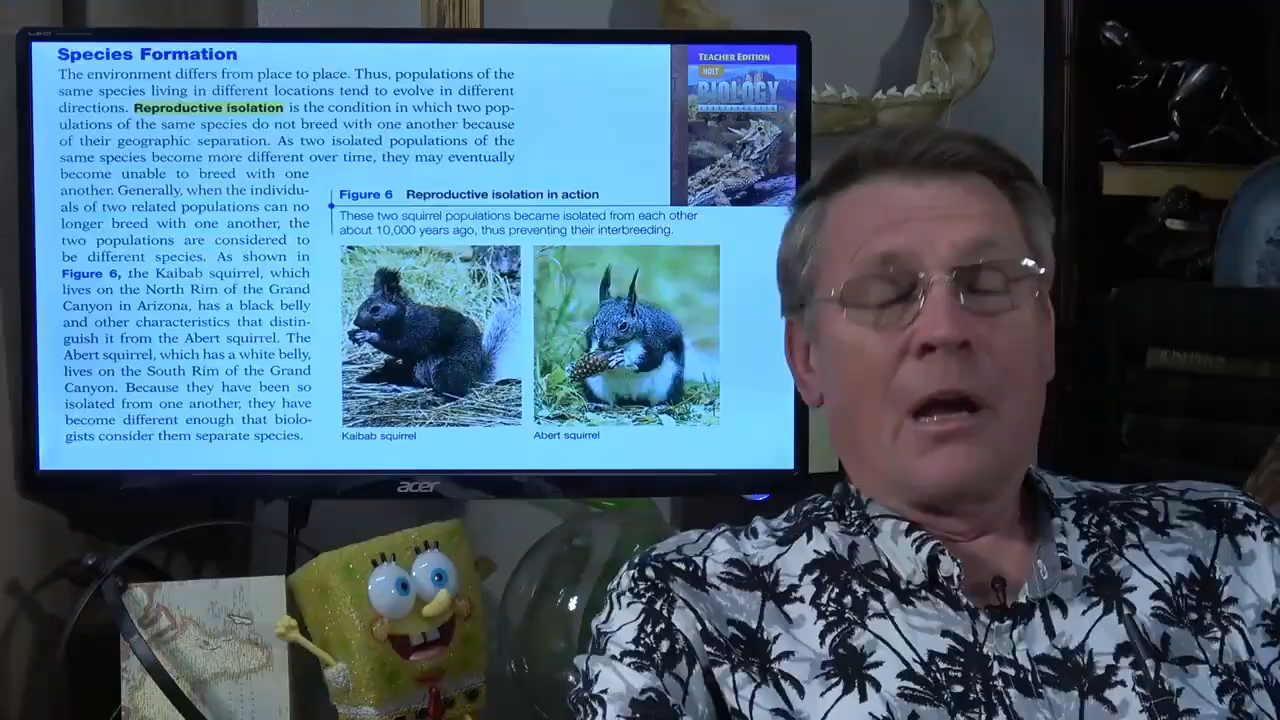 Species Formation
The environment differs from place to place. Thus, populations of the
same species living in different locations tend to evolve in different
directions. Reproductive isolation is the condition in which two pop-
ulations of the same species do not breed with one another because
of their geographic separation. As two isolated populations of the
same species become more different over time, they may eventually
become unable to breed with one
another. Generally, when the individu-
als of two related populations can no
longer breed with one another, the
two populations are considered to
be different species. As shown in
Figure 6, the Kaibab squirrel, which
lives on the North Rim of the Grand
Canyon in Arizona, has a black belly
and other characteristics that distin-
guish it from the Abert squirrel. The
Abert squirrel, which has a white belly,
lives on the South Rim of the Grand
Canyon. Because they have been so
isolated from one another, they have
become different enough that biolo-
gists consider them separate species.
Figure 6 Reproductive isolation in action
These two squirrel populations became isolated from each other
about 10,000 years ago, thus preventing their interbreeding.
Kaibab squirrel
Abert squirrel
TEACHER EDITION
HOLT
BIOLOGY
acer